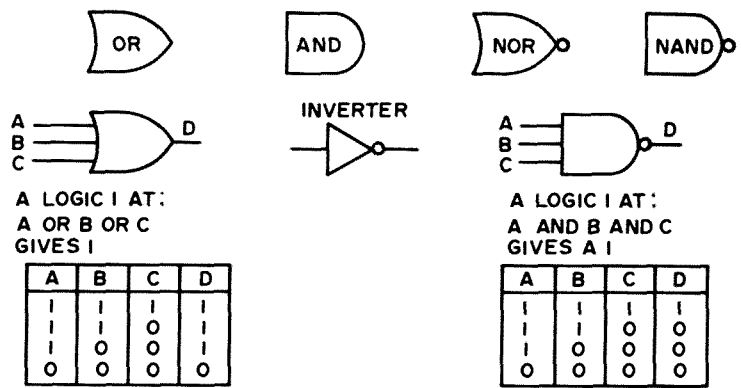 OR AND NOR NAND
A
B
C
D
INVERTER
A
B
C
D
A LOGIC 1 AT:
A OR B OR C
GIVES 1
A B C D
1 1 1 1
1 1 0 1
1 0 0 1
0 0 0 0
A LOGIC 1 AT:
A AND B AND C
GIVES A 1
A B C D
1 1 1 1
1 1 0 0
1 0 0 0
0 0 0 0